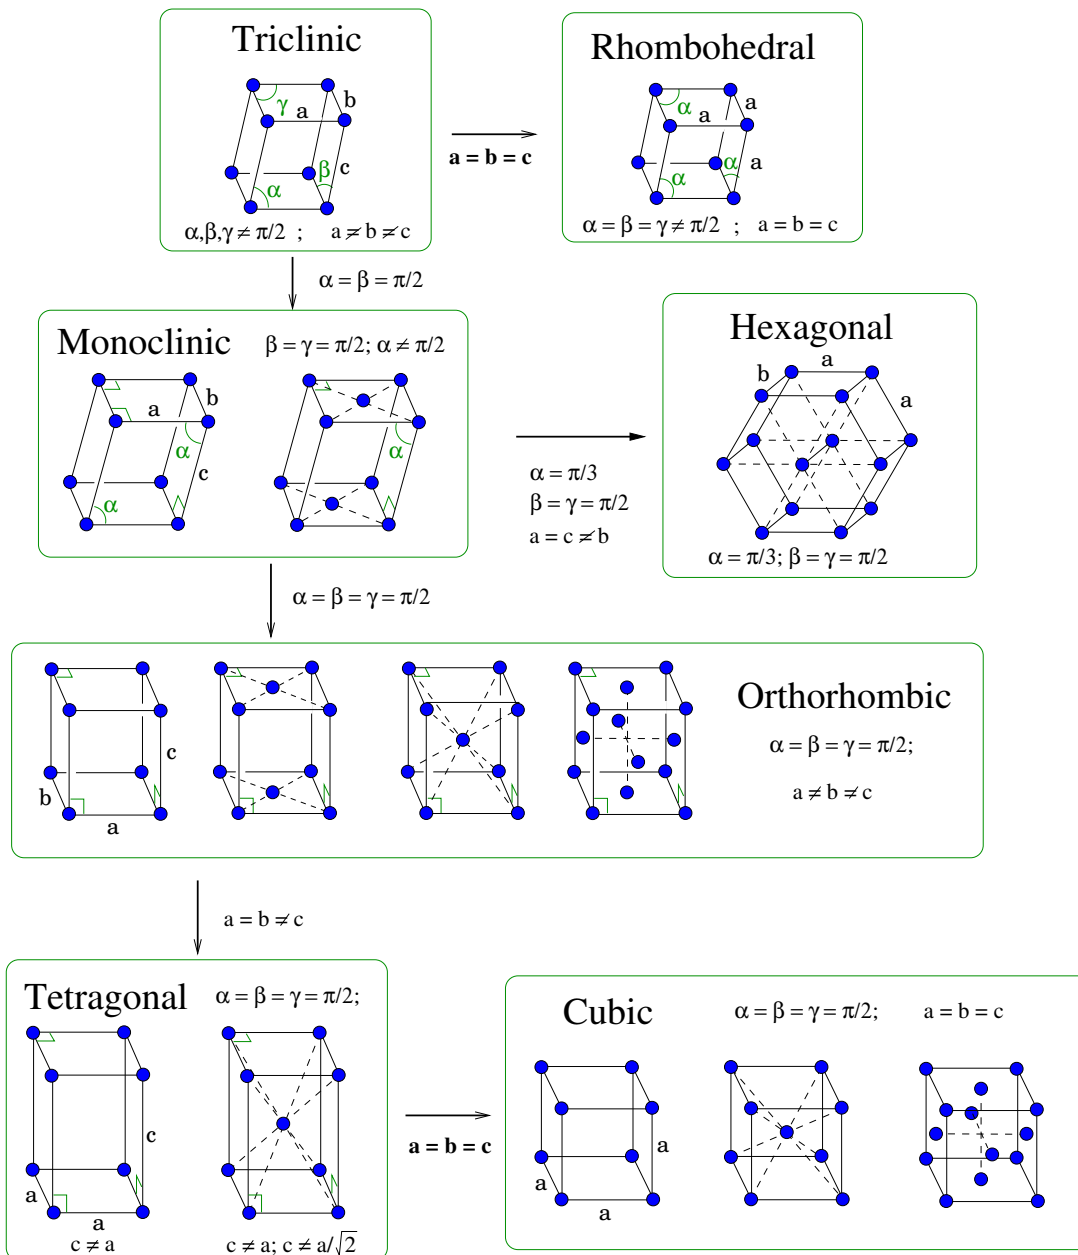 Triclinic
γ
a
b
β
c
α
α,β,γ ≠ π/2 ; a ≠ b ≠ c
a = b = c
Rhombohedral
α
a
a
α
a
α
α = β = γ ≠ π/2 ; a = b = c
α = β = π/2
Monoclinic
β = γ = π/2; α ≠ π/2
a
b
α
c
α
α
α = π/3
β = γ = π/2
a = c ≠ b
Hexagonal
a
b
a
α = π/3; β = γ = π/2
α = β = γ = π/2
Orthorhombic
α = β = γ = π/2;
a ≠ b ≠ c
c
b
a
a = b ≠ c
Tetragonal
α = β = γ = π/2;
c
a
a
c ≠ a
c ≠ a; c ≠ a/√2
a = b = c
Cubic
α = β = γ = π/2;
a = b = c
a
a
a